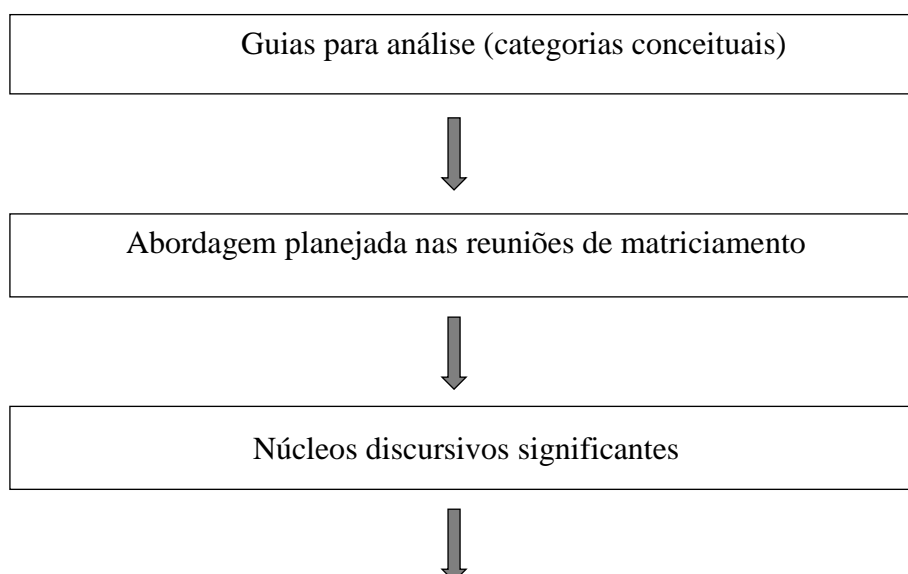 Guias para análise (categorias conceituais)
Abordagem planejada nas reuniões de matriciamento
Núcleos discursivos significantes